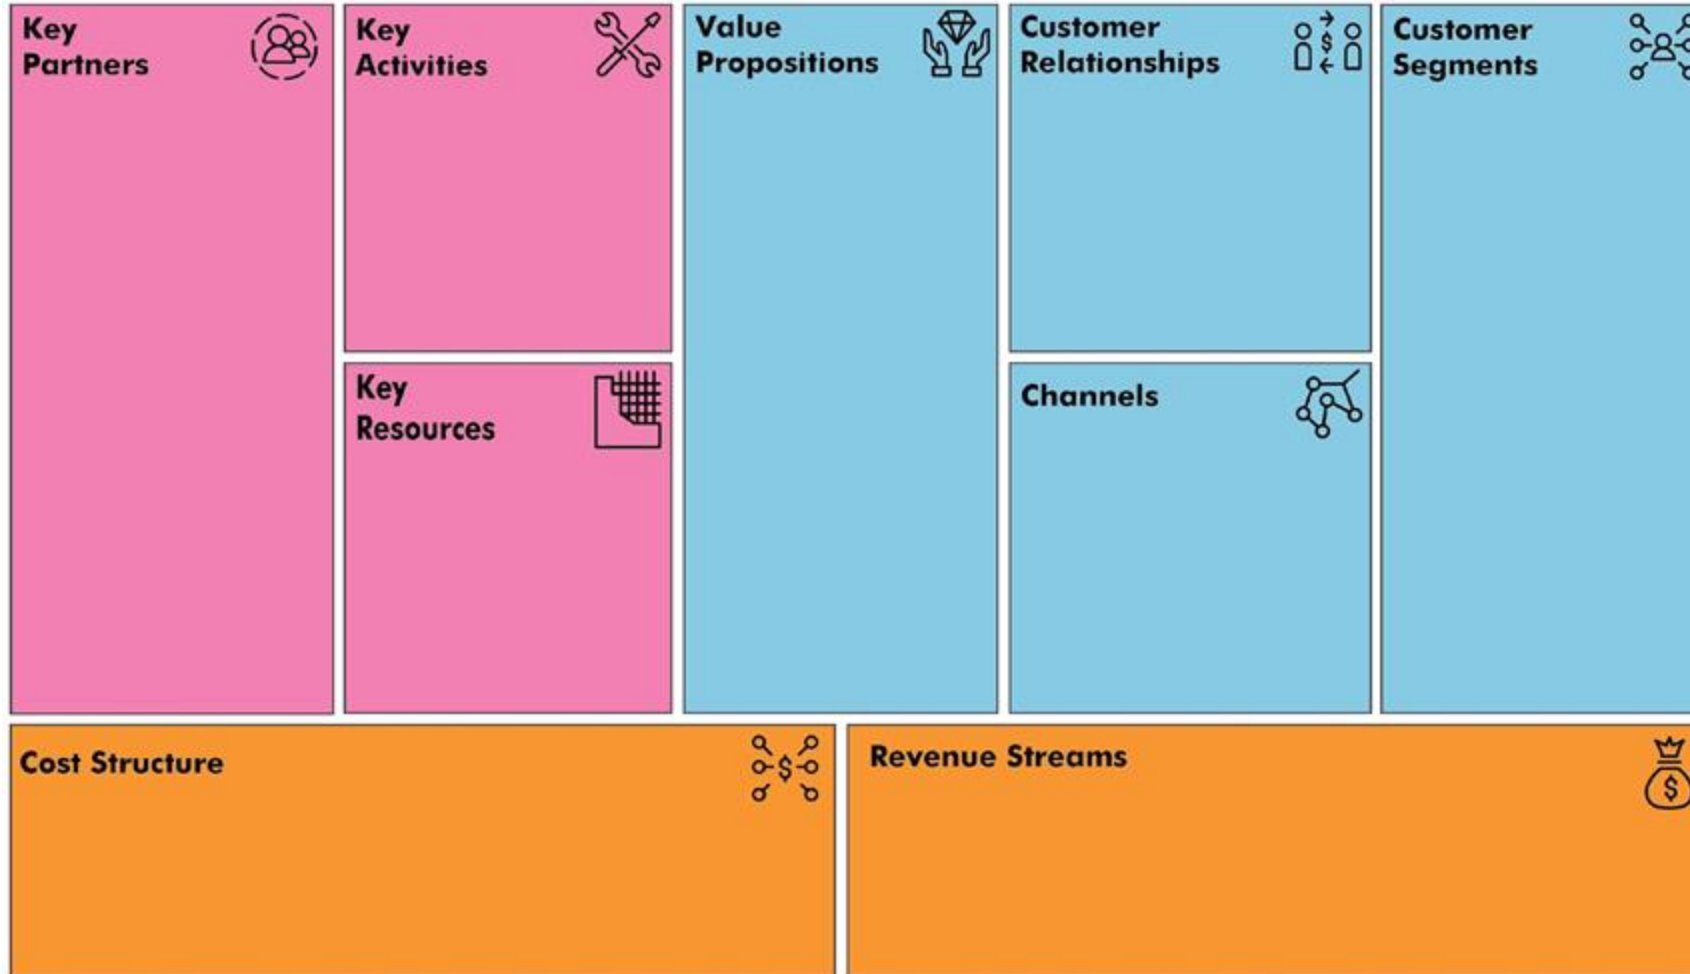 Key
Partners
Key
Activities
Key
Resources
Value
Propositions
Customer
Relationships
Channels
Customer
Segments
Cost Structure
Revenue Streams